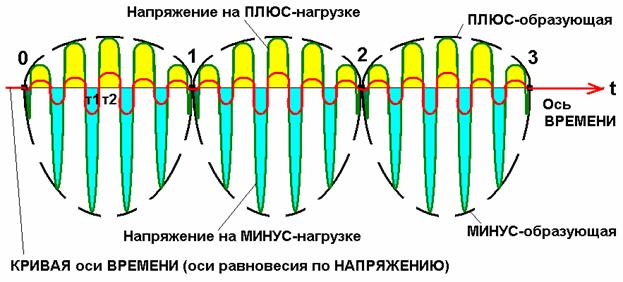 Напряжение на ПЛЮС-нагрузке
ПЛЮС-образующая
0
1
2
3
t
т1 т2
Ось
ВРЕМЕНИ
Напряжение на МИНУС-нагрузке
МИНУС-образующая
КРИВАЯ оси ВРЕМЕНИ (оси равновесия по НАПРЯЖЕНИЮ)